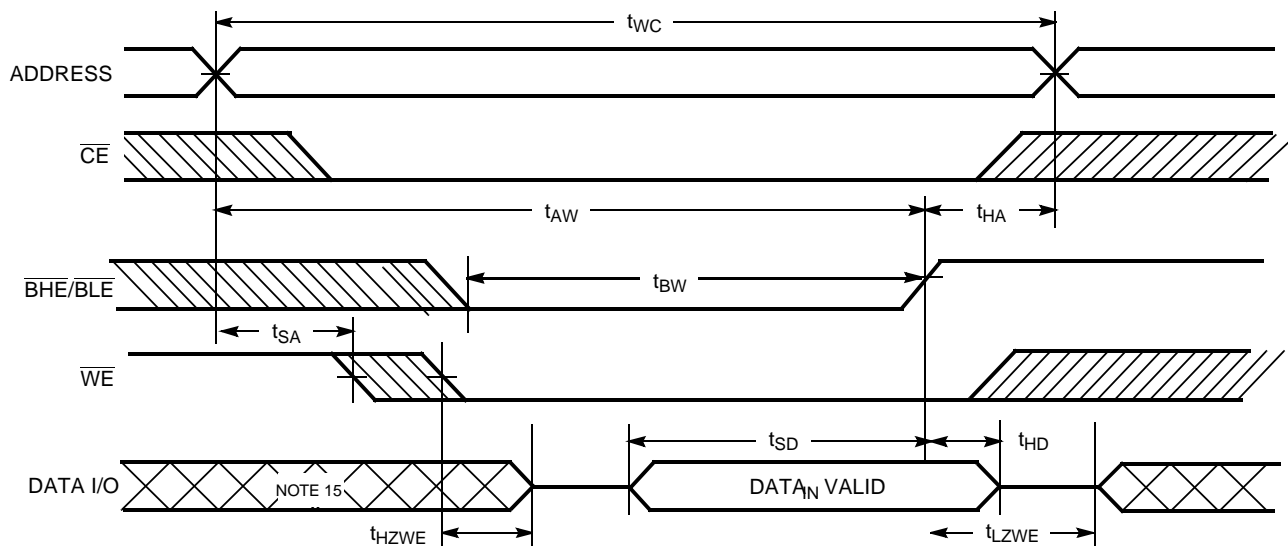 tWC
ADDRESS
CE
tAW
tHA
BHE/BLE
tBW
tSA
WE
tSD
tHD
DATA I/O
NOTE 15
DATAIN VALID
tHZWE
tLZWE